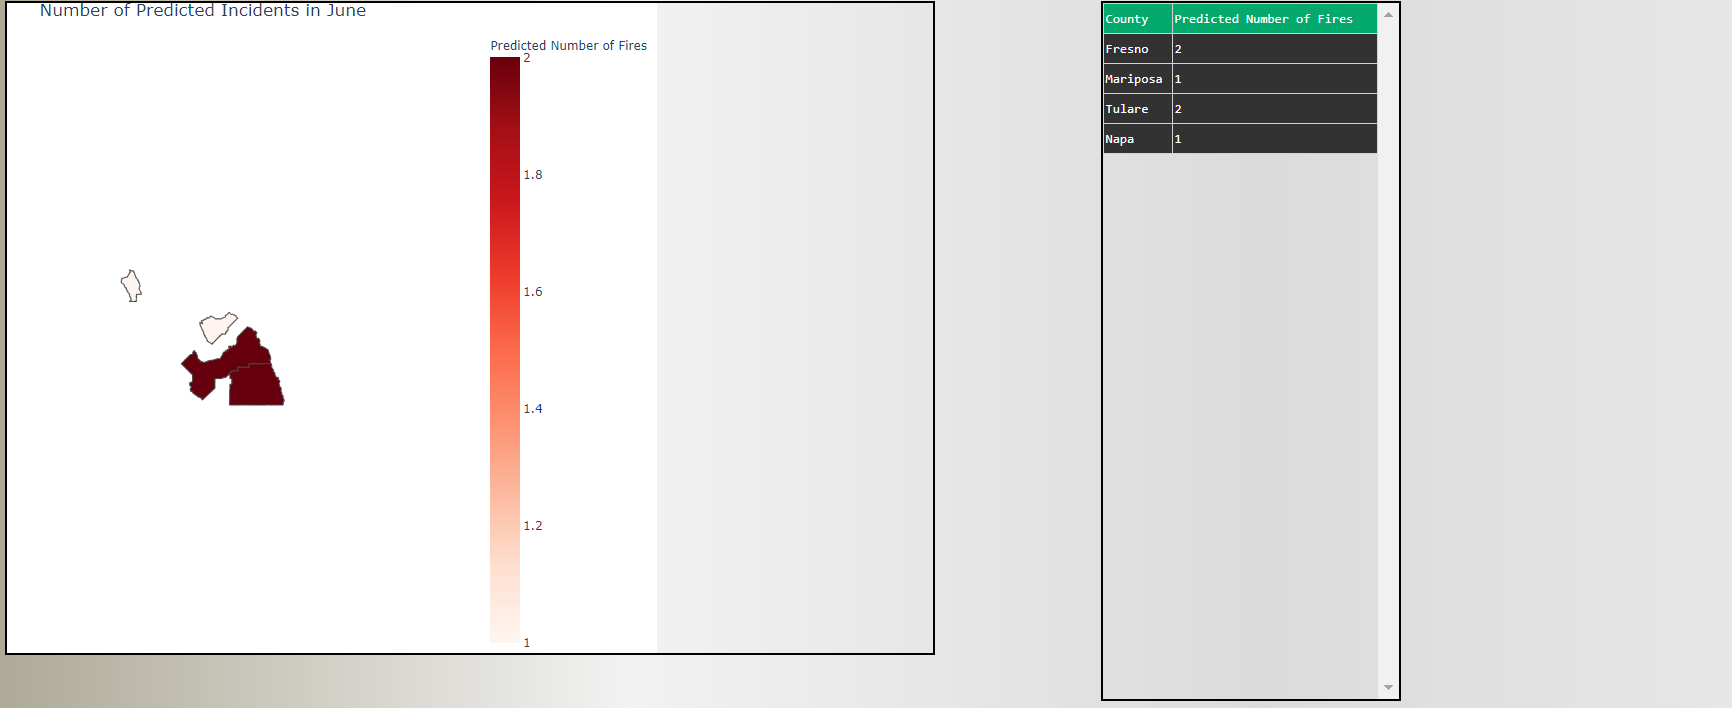 Number of Predicted Incidents in June
Predicted Number of Fires
2
1.8
1.6
1.4
1.2
1
County Predicted Number of Fires
Fresno 2
Mariposa 1
Tulare 2
Napa 1